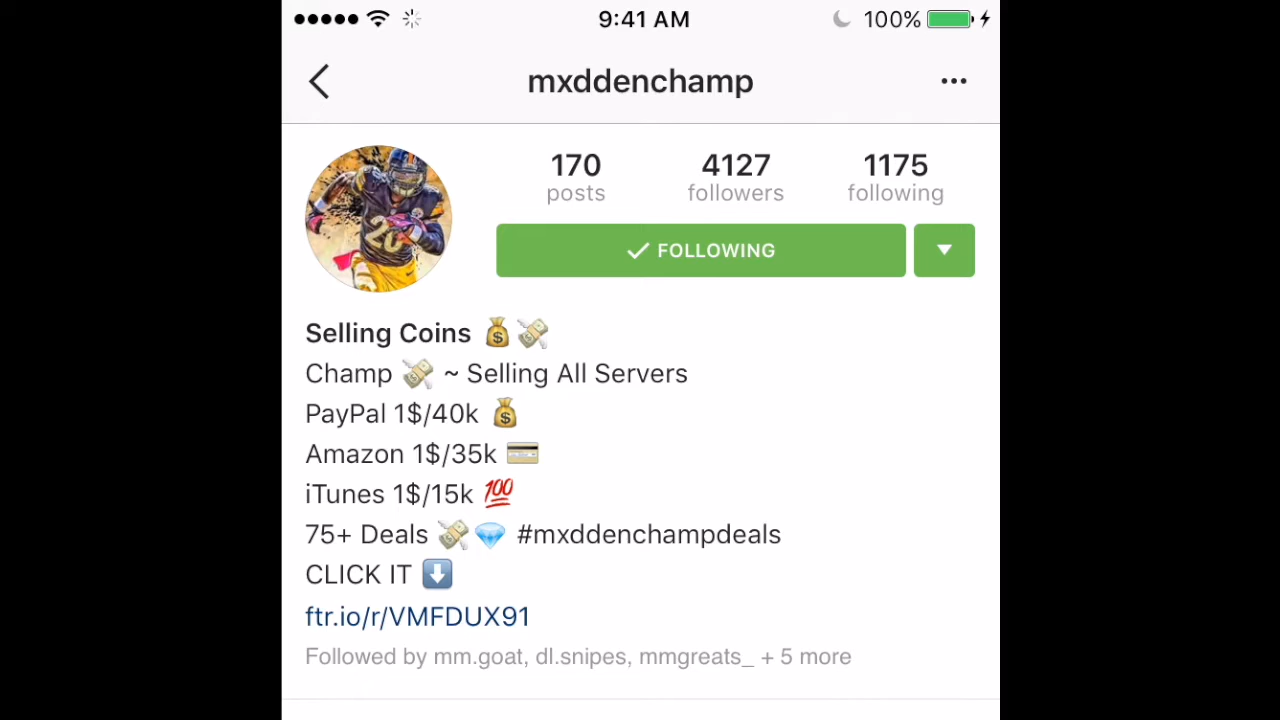 9:41 AM 100%
mxddenchamp
170 4127 1175
posts followers following
FOLLOWING
Selling Coins 💰💸
Champ 💸 ~ Selling All Servers
PayPal 1$/40k 💰
Amazon 1$/35k 💳
iTunes 1$/15k 💯
75+ Deals 💸💎 #mxddenchampdeals
CLICK IT ⬇️
ftr.io/r/VMFDUX91
Followed by mm.goat, dl.snipes, mmgreats_ + 5 more